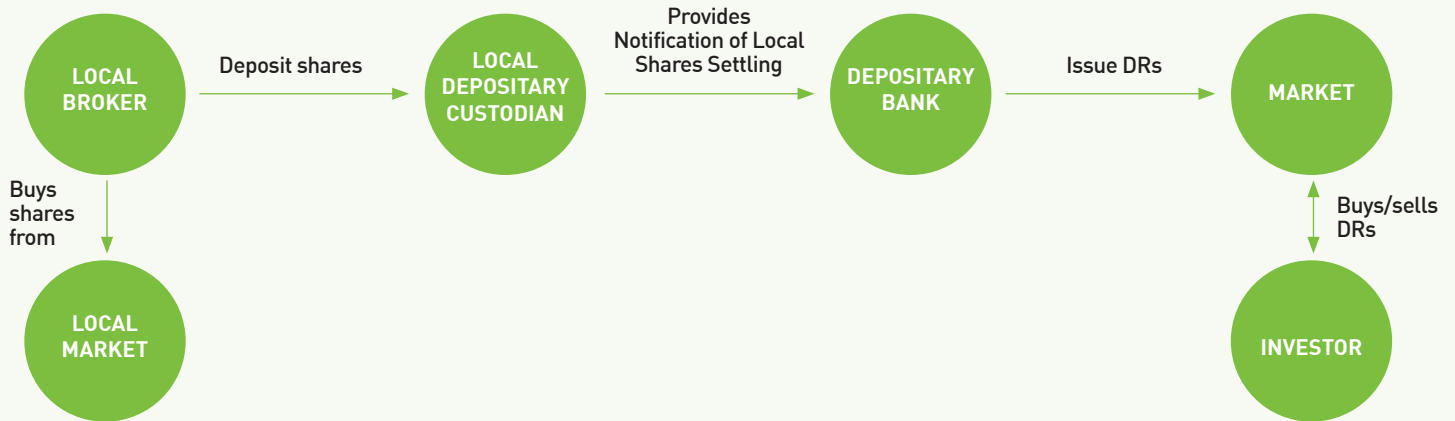 LOCAL
BROKER
Deposit shares
LOCAL
DEPOSITARY
CUSTODIAN
Provides
Notification of Local
Shares Settling
DEPOSITARY
BANK
Issue DRs
MARKET
Buys
shares
from
Buys/sells
DRs
LOCAL
MARKET
INVESTOR